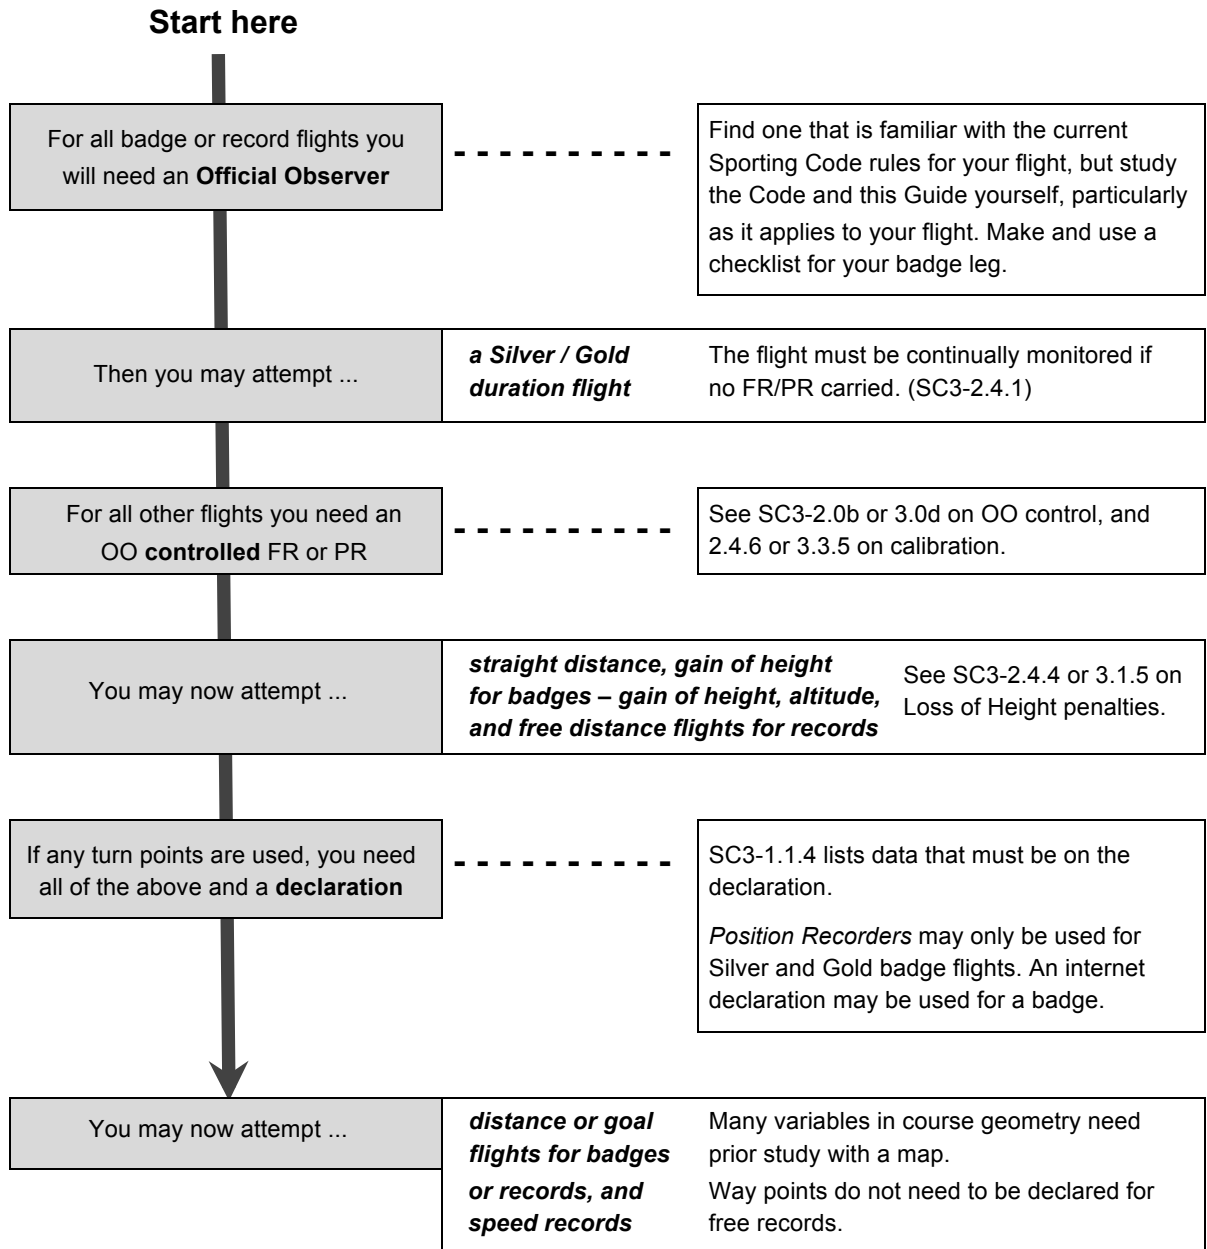 Start here
For all badge or record flights you
will need an Official Observer
- - - - - - - - - -
Find one that is familiar with the current
Sporting Code rules for your flight, but study
the Code and this Guide yourself, particularly
as it applies to your flight. Make and use a
checklist for your badge leg.
Then you may attempt ...
a Silver / Gold
duration flight
The flight must be continually monitored if
no FR/PR carried. (SC3-2.4.1)
For all other flights you need an
OO controlled FR or PR
- - - - - - - - - -
See SC3-2.0b or 3.0d on OO control, and
2.4.6 or 3.3.5 on calibration.
You may now attempt ...
straight distance, gain of height
for badges – gain of height, altitude,
and free distance flights for records
See SC3-2.4.4 or 3.1.5 on
Loss of Height penalties.
If any turn points are used, you need
all of the above and a declaration
- - - - - - - - - -
SC3-1.1.4 lists data that must be on the
declaration.
Position Recorders may only be used for
Silver and Gold badge flights. An internet
declaration may be used for a badge.
You may now attempt ...
distance or goal
flights for badges
or records, and
speed records
Many variables in course geometry need
prior study with a map.
Way points do not need to be declared for
free records.